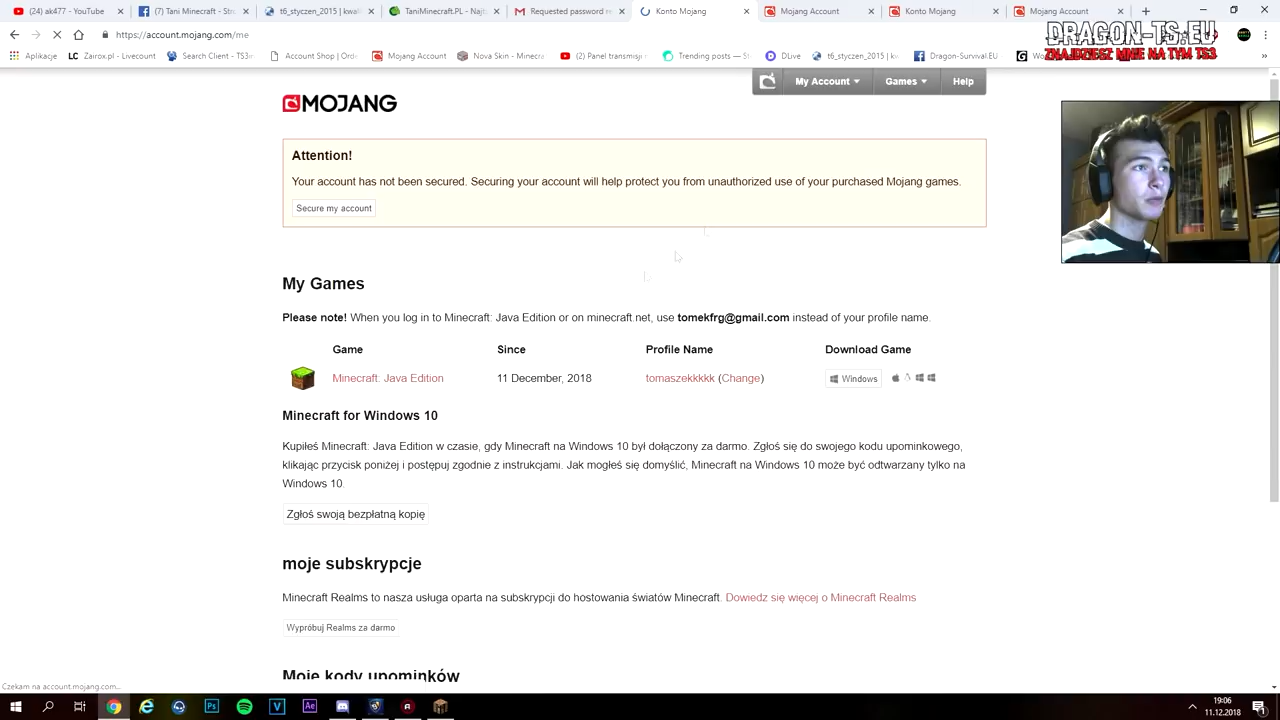 (24) ak477 - YouTub
(7) Tani Minecraft - Stro
t6_styczen_2015 | kwalo
TaniMinecraft.PL - Najta
Requested password res
Konto Mojang
Mojang Account
Mojang Account
Mojang Account
https://account.mojang.com/me
DRAGON-TS.EU
ZNAJDZIESZ MNIE NA TYM TS3
Aplikacje
Zarox.pl - Livecount
Search Client - TS3m
Account Shop | Orde
Mojang Account
Nova Skin - Minecra
(2) Panel transmisji
Trending posts — St
DLive
t6_styczen_2015 | kw
Dragon-Survival.EU
My Account
Games
Help
MOJANG
Attention!
Your account has not been secured. Securing your account will help protect you from unauthorized use of your purchased Mojang games.
Secure my account
My Games
Please note! When you log in to Minecraft: Java Edition or on minecraft.net, use tomekfrg@gmail.com instead of your profile name.
Game Since Profile Name Download Game
Minecraft: Java Edition 11 December, 2018 tomaszekkkkk (Change) Windows
Minecraft for Windows 10
Kupiłeś Minecraft: Java Edition w czasie, gdy Minecraft na Windows 10 był dołączony za darmo. Zgłoś się do swojego kodu upominkowego,
klikając przycisk poniżej i postępuj zgodnie z instrukcjami. Jak mogłeś się domyślić, Minecraft na Windows 10 może być odtwarzany tylko na
Windows 10.
Zgłoś swoją bezpłatną kopię
moje subskrypcje
Minecraft Realms to nasza usługa oparta na subskrypcji do hostowania światów Minecraft. Dowiedz się więcej o Minecraft Realms
Wypróbuj Realms za darmo
Moje kody upominków
Czekam na account.mojang.com...
19:06
11.12.2018